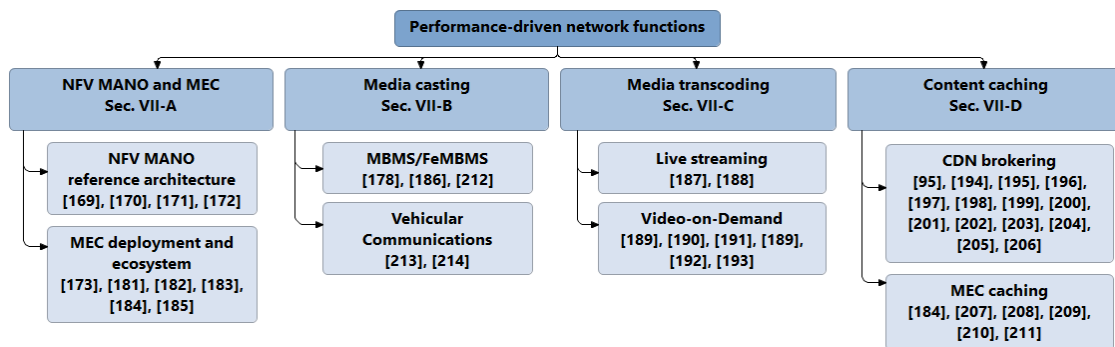 Performance-driven network functions
NFV MANO and MEC
Sec. VII-A
NFV MANO
reference architecture
[169], [170], [171], [172]
MEC deployment and
ecosystem
[173], [181], [182], [183],
[184], [185]
Media casting
Sec. VII-B
MBMS/FeMBMS
[178], [186], [212]
Vehicular
Communications
[213], [214]
Media transcoding
Sec. VII-C
Live streaming
[187], [188]
Video-on-Demand
[189], [190], [191], [189],
[192], [193]
Content caching
Sec. VII-D
CDN brokering
[95], [194], [195], [196],
[197], [198], [199], [200],
[201], [202], [203], [204],
[205], [206]
MEC caching
[184], [207], [208], [209],
[210], [211]